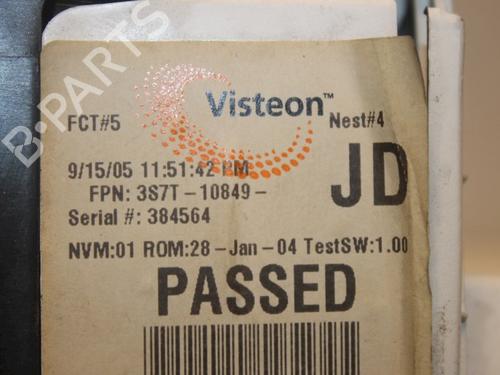 Visteon™
FCT#5
Nest#4
9/15/05 11:51:42 PM
JD
FPN: 3S7T-10849-
Serial #: 384564
NVM:01 ROM:28-Jan-04 TestSW:1.00
PASSED
B-PARTS